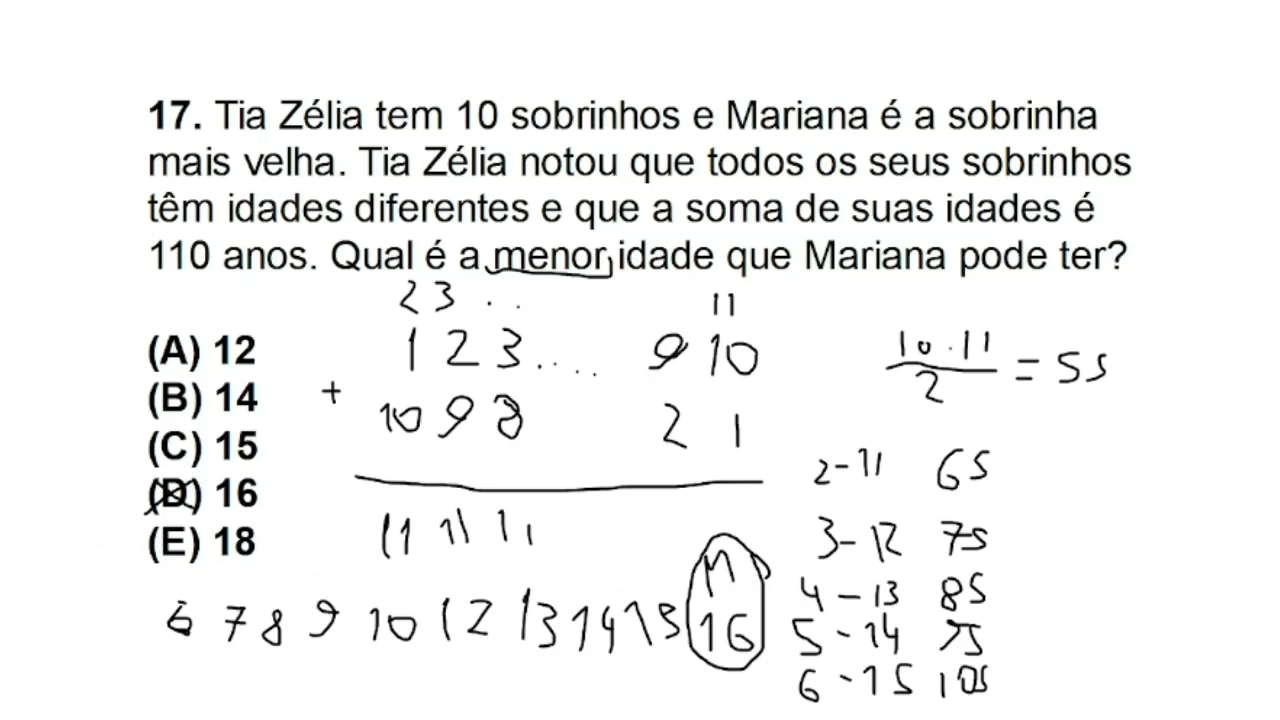 17. Tia Zélia tem 10 sobrinhos e Mariana é a sobrinha
mais velha. Tia Zélia notou que todos os seus sobrinhos
têm idades diferentes e que a soma de suas idades é
110 anos. Qual é a menor idade que Mariana pode ter?
2 3 . . 11
(A) 12
1 2 3 .... 9 10
10 · 11 / 2 = 55
(B) 14
+ 10 9 8 2 1
(C) 15
2-11 65
(D) 16
(E) 18
11 11 11
3-12 75
4-13 85
6 7 8 9 10 12 13 14 15 16
M
5-14 95
6-15 105